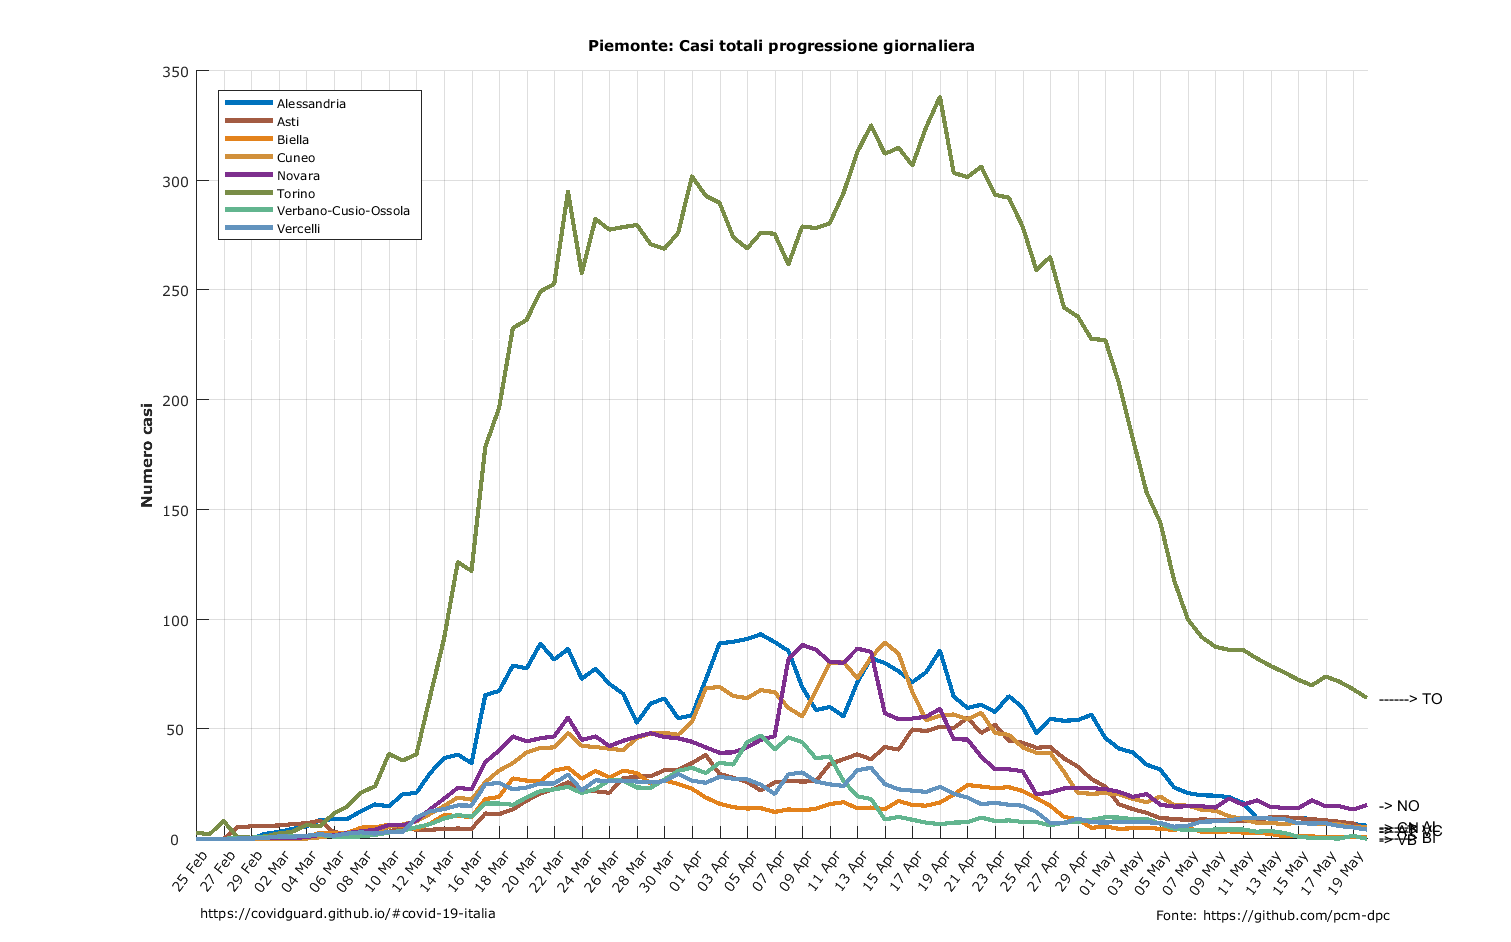 Piemonte: Casi totali progressione giornaliera
350
300
250
200
150
100
50
0
Numero casi
Alessandria
Asti
Biella
Cuneo
Novara
Torino
Verbano-Cusio-Ossola
Vercelli
------> TO
-> NO
-> VB
25 Feb
27 Feb
29 Feb
02 Mar
04 Mar
06 Mar
08 Mar
10 Mar
12 Mar
14 Mar
16 Mar
18 Mar
20 Mar
22 Mar
24 Mar
26 Mar
28 Mar
30 Mar
01 Apr
03 Apr
05 Apr
07 Apr
09 Apr
11 Apr
13 Apr
15 Apr
17 Apr
19 Apr
21 Apr
23 Apr
25 Apr
27 Apr
29 Apr
01 May
03 May
05 May
07 May
09 May
11 May
13 May
15 May
17 May
19 May
https://covidguard.github.io/#covid-19-italia
Fonte: https://github.com/pcm-dpc